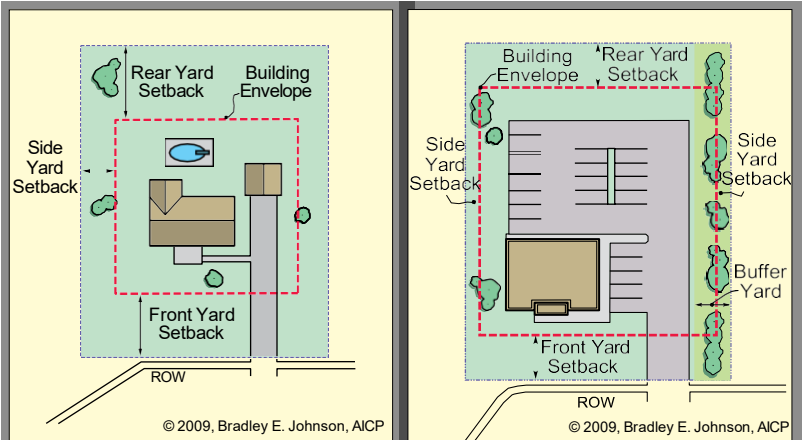 Rear Yard
Setback
Building
Envelope
Side
Yard
Setback
Front Yard
Setback
ROW
© 2009, Bradley E. Johnson, AICP
Building
Envelope
Rear Yard
Setback
Side
Yard
Setback
Side
Yard
Setback
Buffer
Yard
Front Yard
Setback
ROW
© 2009, Bradley E. Johnson, AICP